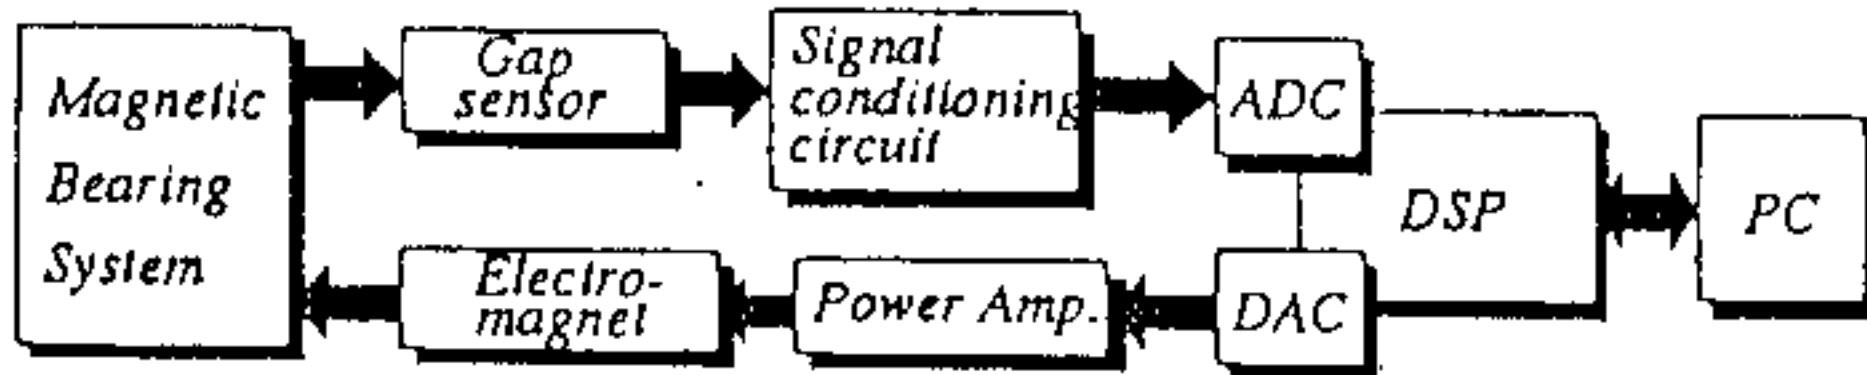 Magnetic
Bearing
System
Gap
sensor
Signal
conditioning
circuit
ADC
DSP
PC
Electro-
magnet
Power Amp.
DAC